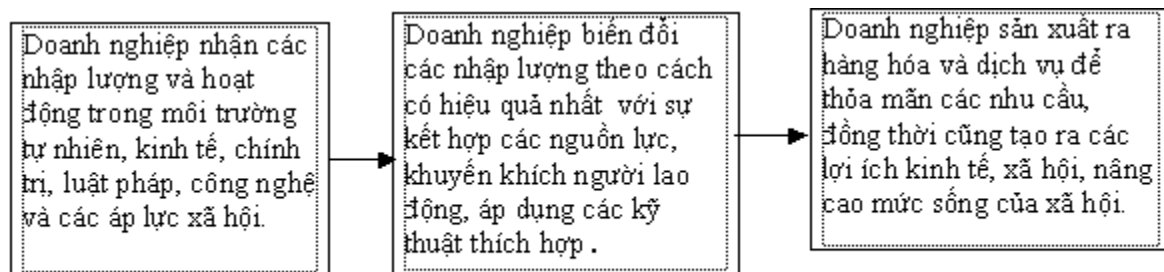 Doanh nghiệp nhận các
nhập lượng và hoạt
động trong môi trường
tự nhiên, kinh tế, chính
trị, luật pháp, công nghệ
và các áp lực xã hội.
Doanh nghiệp biến đổi
các nhập lượng theo cách
có hiệu quả nhất với sự
kết hợp các nguồn lực,
khuyến khích người lao
động, áp dụng các kỹ
thuật thích hợp .
Doanh nghiệp sản xuất ra
hàng hóa và dịch vụ để
thỏa mãn các nhu cầu,
đồng thời cũng tạo ra các
lợi ích kinh tế, xã hội, nâng
cao mức sống của xã hội.